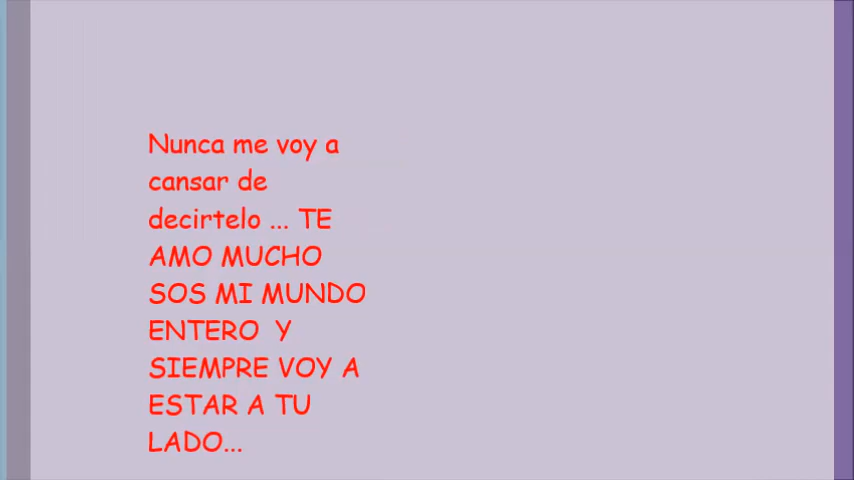 Nunca me voy a
cansar de
decirtelo ... TE
AMO MUCHO
SOS MI MUNDO
ENTERO  Y
SIEMPRE VOY A
ESTAR A TU
LADO...